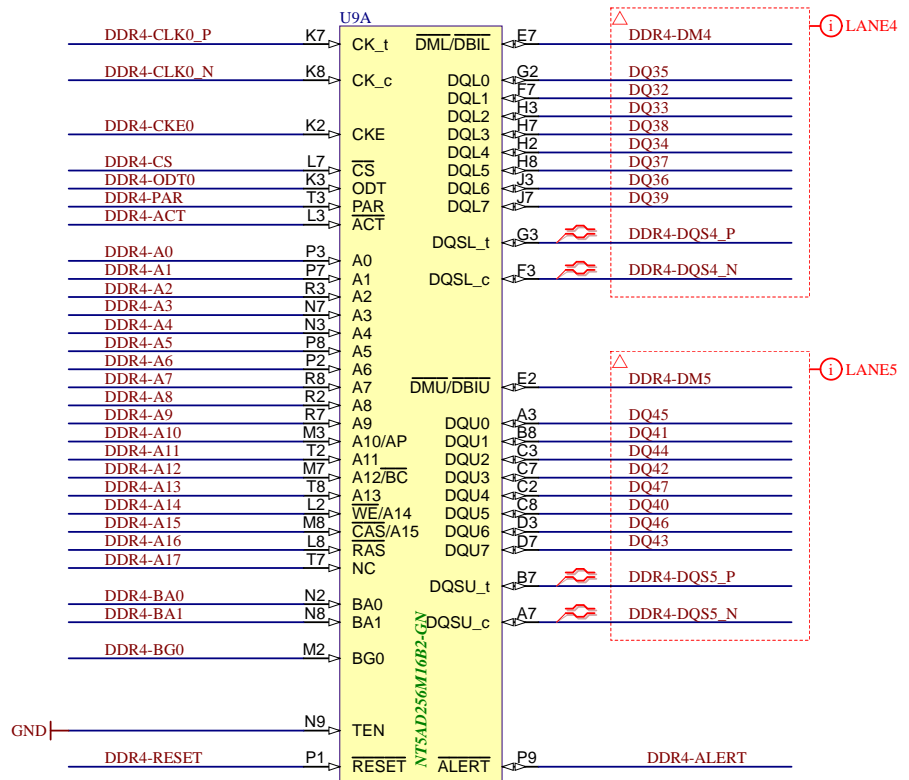 U9A
DDR4-CLK0_P K7 CK_t DML/DBIL E7 DDR4-DM4 LANE4
DDR4-CLK0_N K8 CK_c DQL0 G2 DQ35
DQL1 F7 DQ32
DQL2 H3 DQ33
DDR4-CKE0 K2 CKE DQL3 H7 DQ38
DQL4 H2 DQ34
DDR4-CS L7 CS DQL5 H8 DQ37
DDR4-ODT0 K3 ODT DQL6 J3 DQ36
DDR4-PAR T3 PAR DQL7 J7 DQ39
DDR4-ACT L3 ACT
DQSL_t G3 DDR4-DQS4_P
DDR4-A0 P3 A0
DDR4-A1 P7 A1 DQSL_c F3 DDR4-DQS4_N
DDR4-A2 R3 A2
DDR4-A3 N7 A3
DDR4-A4 N3 A4
DDR4-A5 P8 A5
DDR4-A6 P2 A6
DDR4-A7 R8 A7 DMU/DBIU E2 DDR4-DM5 LANE5
DDR4-A8 R2 A8
DDR4-A9 R7 A9 DQU0 A3 DQ45
DDR4-A10 M3 A10/AP DQU1 B8 DQ41
DDR4-A11 T2 A11 DQU2 C3 DQ44
DDR4-A12 M7 A12/BC DQU3 C7 DQ42
DDR4-A13 T8 A13 DQU4 C2 DQ47
DDR4-A14 L2 WE/A14 DQU5 C8 DQ40
DDR4-A15 M8 CAS/A15 DQU6 D3 DQ46
DDR4-A16 L8 RAS DQU7 D7 DQ43
DDR4-A17 T7 NC
DQSU_t B7 DDR4-DQS5_P
DDR4-BA0 N2 BA0
DDR4-BA1 N8 BA1 DQSU_c A7 DDR4-DQS5_N
DDR4-BG0 M2 BG0
NT5AD256M16B2-GN
GND N9 TEN
DDR4-RESET P1 RESET ALERT P9 DDR4-ALERT